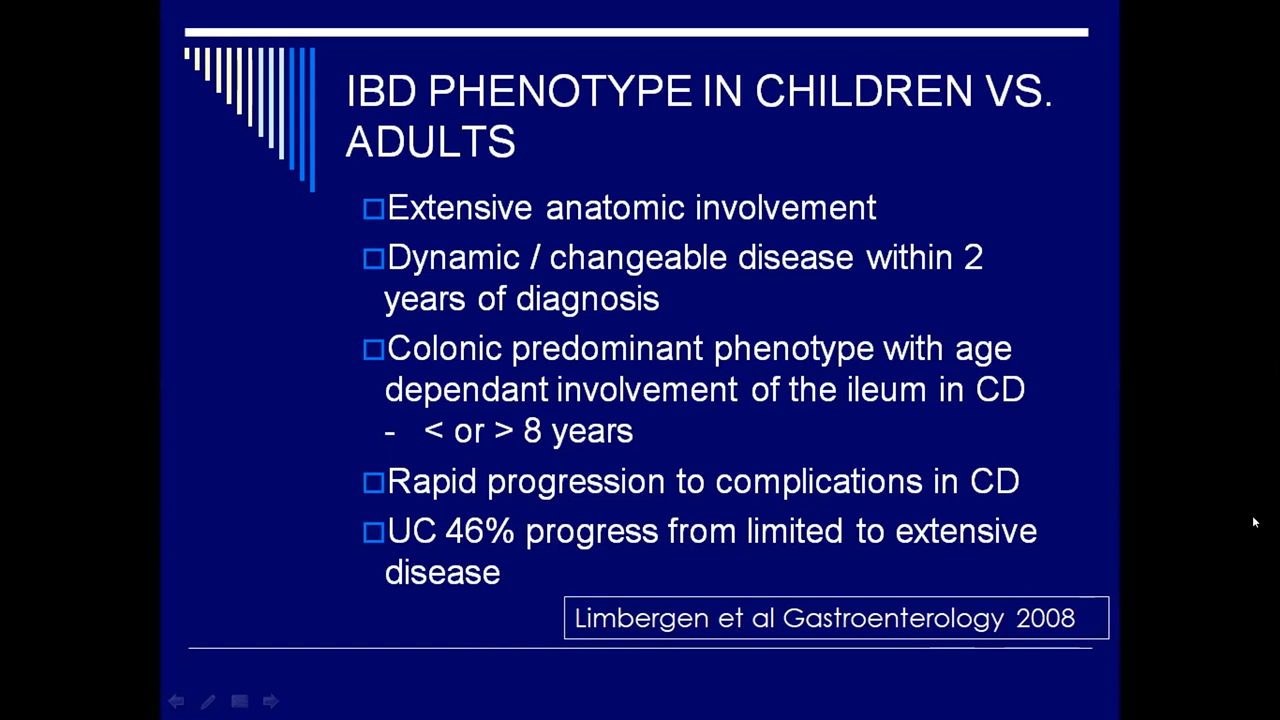 IBD PHENOTYPE IN CHILDREN VS.
ADULTS
Extensive anatomic involvement
Dynamic / changeable disease within 2
years of diagnosis
Colonic predominant phenotype with age
dependant involvement of the ileum in CD
- < or > 8 years
Rapid progression to complications in CD
UC 46% progress from limited to extensive
disease
Limbergen et al Gastroenterology 2008